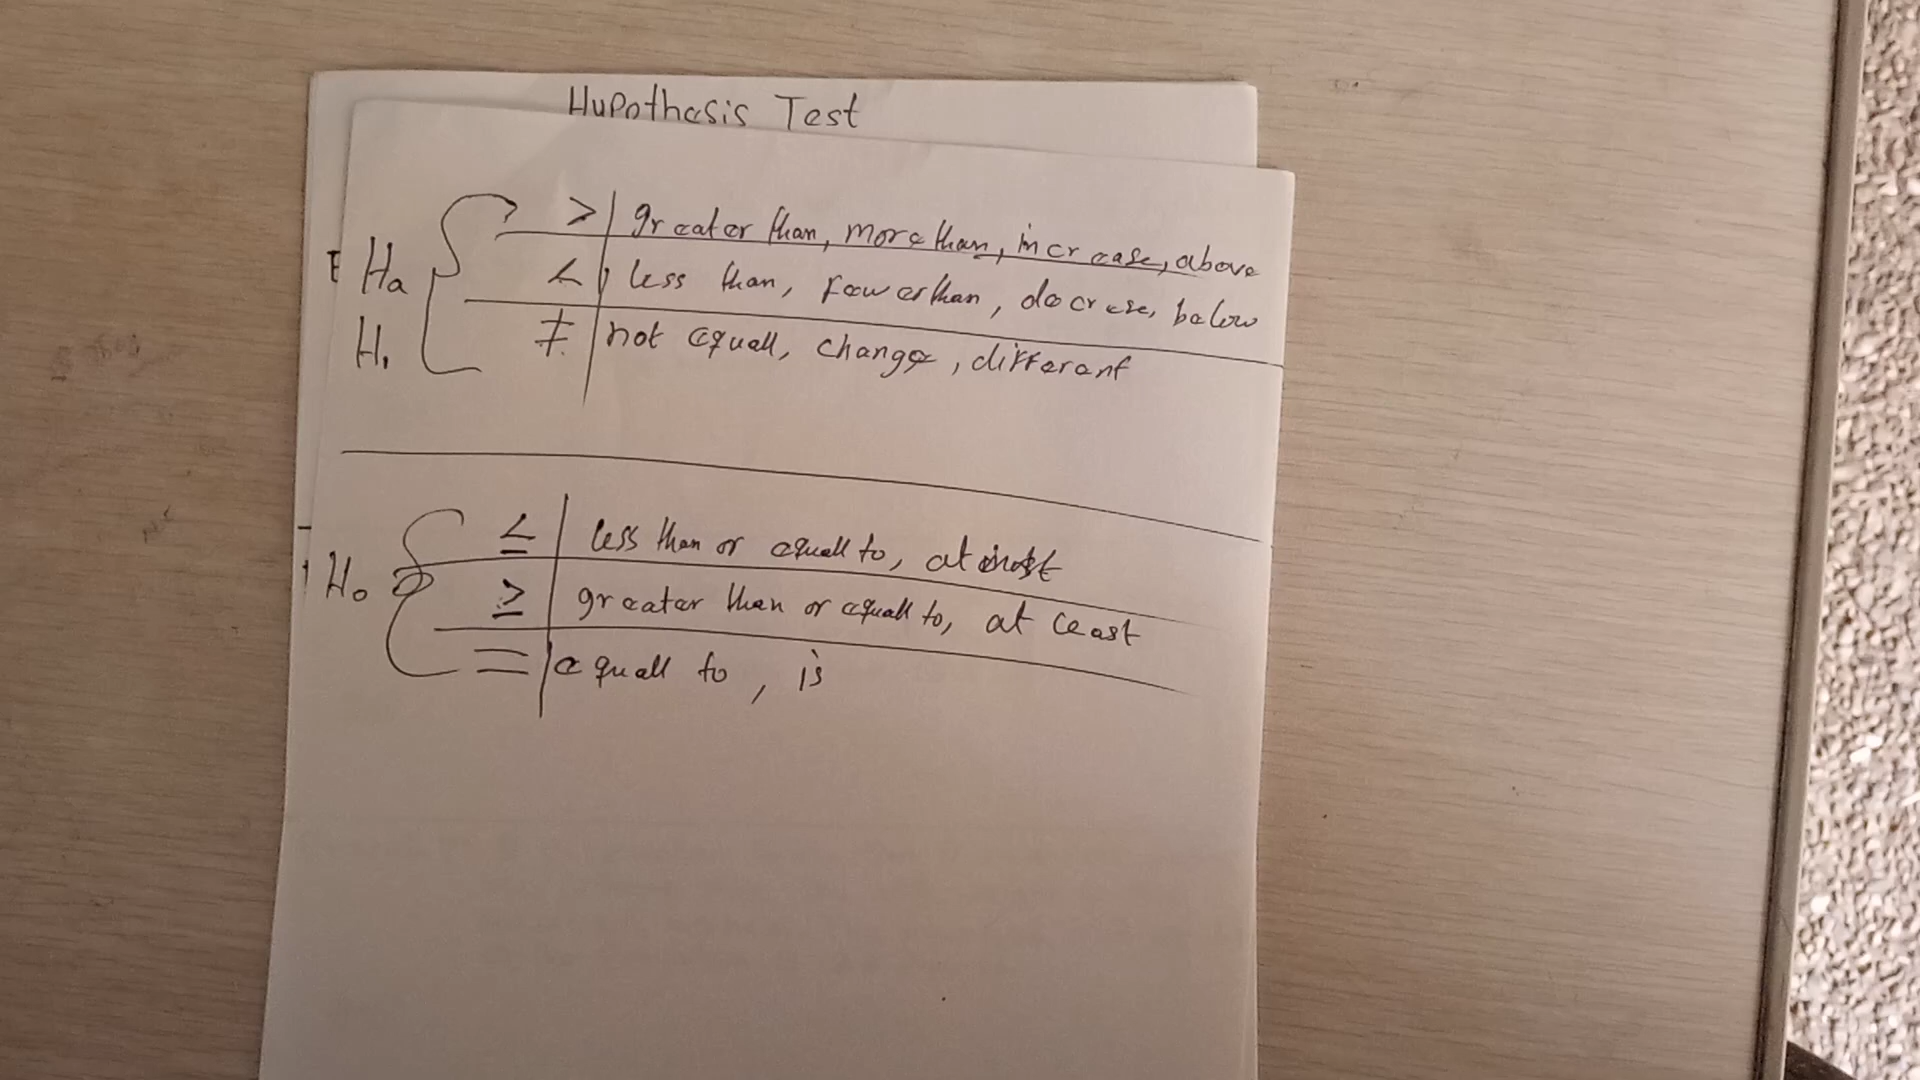 Hypothesis Test
> greater than, more than, increase, above
Ha < less than, fewer than, decrese, below
H₁ ≠ not equall, change, different
≤ less than or equall to, at most
H₀ ≥ greater than or equall to, at least
= equall to, is